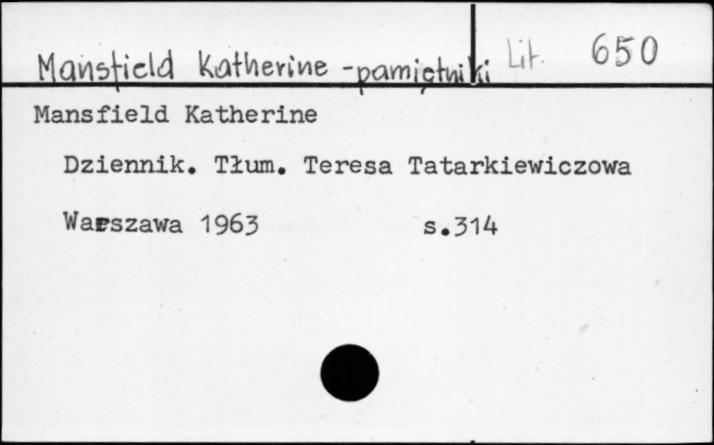 Mansfield Katherine - pamiętniki Lit. 650
Mansfield Katherine
Dziennik. Tłum. Teresa Tatarkiewiczowa
Warszawa 1963 s.314